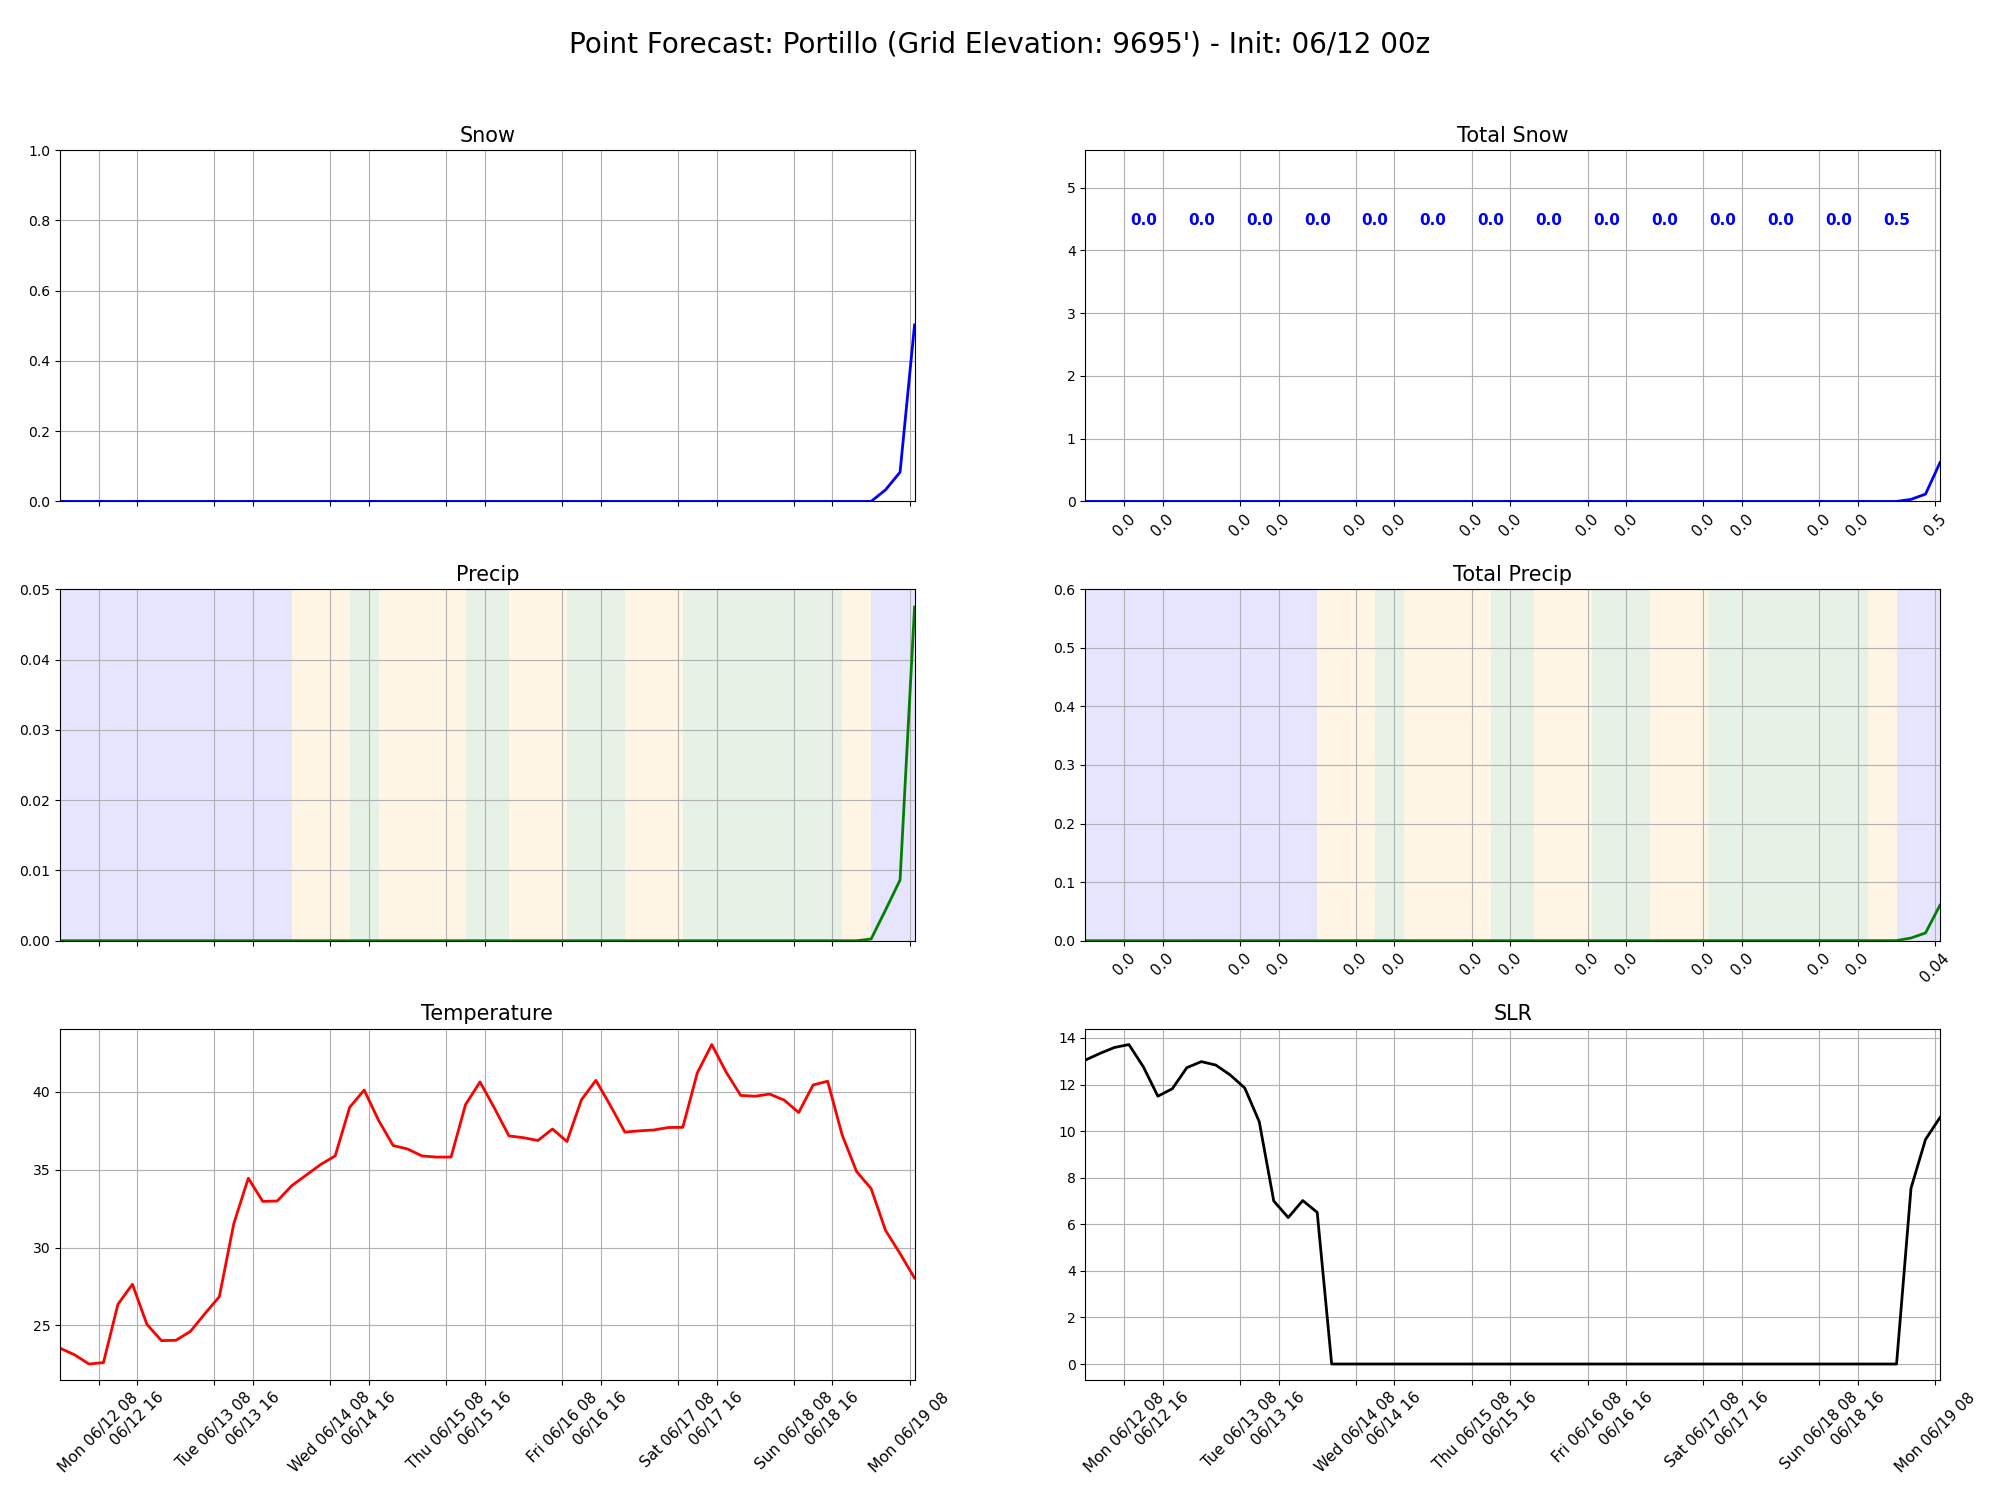 Point Forecast: Portillo (Grid Elevation: 9695') - Init: 06/12 00z
Snow
1.0
0.8
0.6
0.4
0.2
0.0
Total Snow
5
4
3
2
1
0
0.0 0.0 0.0 0.0 0.0 0.0 0.0 0.0 0.0 0.0 0.0 0.0 0.0 0.5
0.0 0.0 0.0 0.0 0.0 0.0 0.0 0.0 0.0 0.0 0.0 0.0 0.0 0.0 0.5
Precip
0.05
0.04
0.03
0.02
0.01
0.00
Total Precip
0.6
0.5
0.4
0.3
0.2
0.1
0.0
0.0 0.0 0.0 0.0 0.0 0.0 0.0 0.0 0.0 0.0 0.0 0.0 0.0 0.0 0.04
Temperature
40
35
30
25
Mon 06/12 08
06/12 16
Tue 06/13 08
06/13 16
Wed 06/14 08
06/14 16
Thu 06/15 08
06/15 16
Fri 06/16 08
06/16 16
Sat 06/17 08
06/17 16
Sun 06/18 08
06/18 16
Mon 06/19 08
SLR
14
12
10
8
6
4
2
0
Mon 06/12 08
06/12 16
Tue 06/13 08
06/13 16
Wed 06/14 08
06/14 16
Thu 06/15 08
06/15 16
Fri 06/16 08
06/16 16
Sat 06/17 08
06/17 16
Sun 06/18 08
06/18 16
Mon 06/19 08